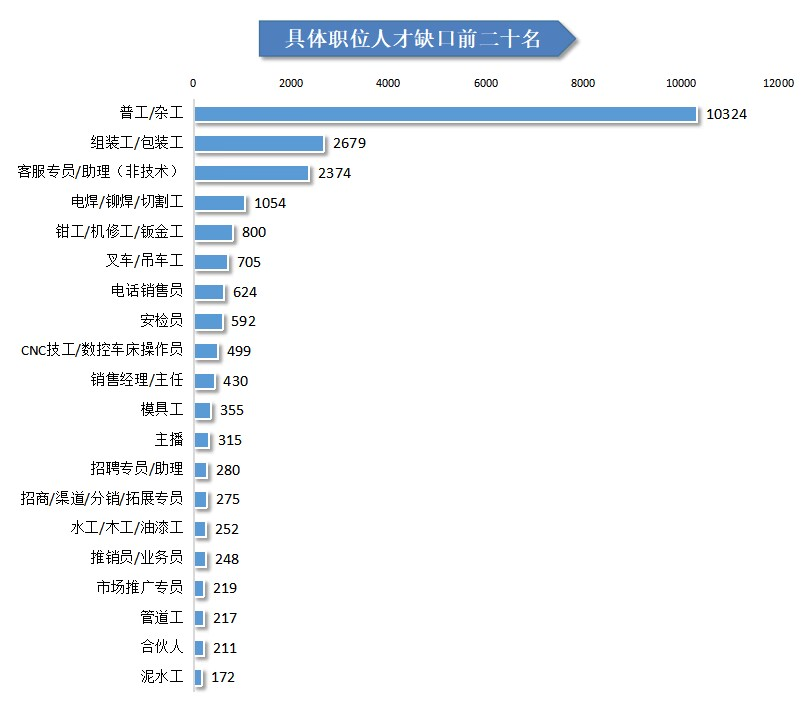 具体职位人才缺口前二十名
0 2000 4000 6000 8000 10000 12000
普工/杂工 10324
组装工/包装工 2679
客服专员/助理（非技术） 2374
电焊/铆焊/切割工 1054
钳工/机修工/钣金工 800
叉车/吊车工 705
电话销售员 624
安检员 592
CNC技工/数控车床操作员 499
销售经理/主任 430
模具工 355
主播 315
招聘专员/助理 280
招商/渠道/分销/拓展专员 275
水工/木工/油漆工 252
推销员/业务员 248
市场推广专员 219
管道工 217
合伙人 211
泥水工 172